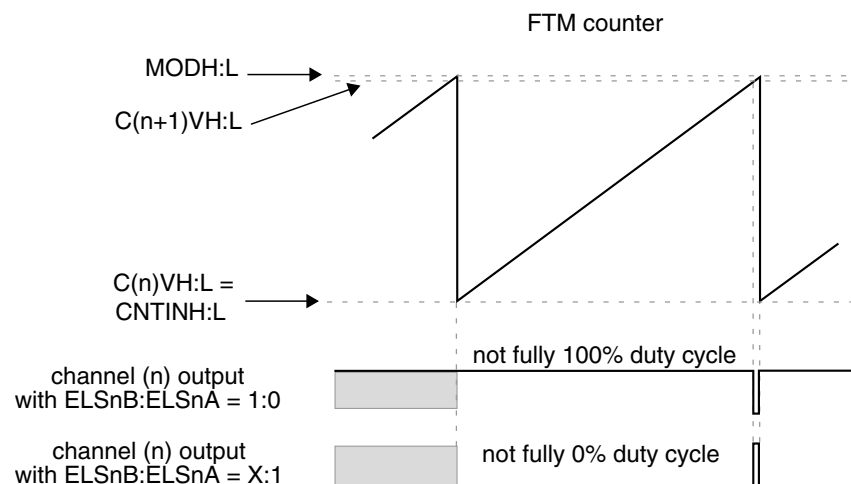 FTM counter
MODH:L
C(n+1)VH:L
C(n)VH:L =
CNTINH:L
not fully 100% duty cycle
channel (n) output
with ELSnB:ELSnA = 1:0
channel (n) output
with ELSnB:ELSnA = X:1
not fully 0% duty cycle